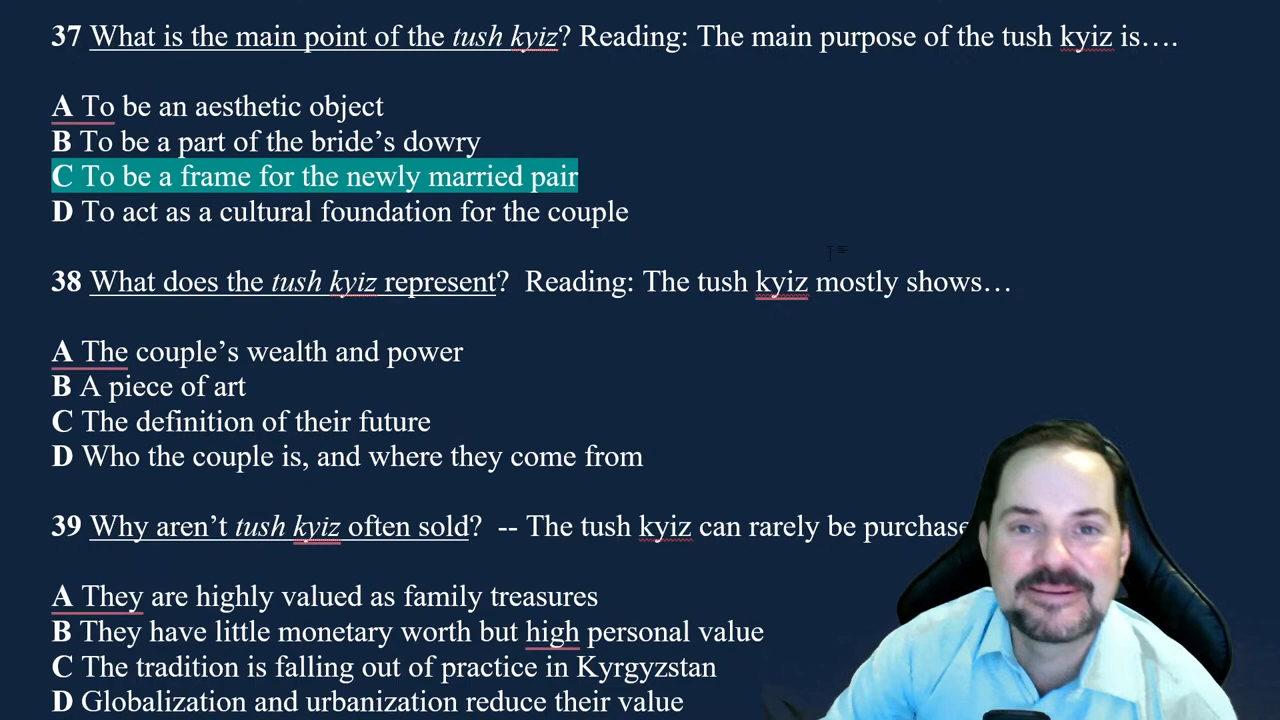 37 What is the main point of the tush kyiz? Reading: The main purpose of the tush kyiz is….
A To be an aesthetic object
B To be a part of the bride’s dowry
C To be a frame for the newly married pair
D To act as a cultural foundation for the couple
38 What does the tush kyiz represent?  Reading: The tush kyiz mostly shows…
A The couple’s wealth and power
B A piece of art
C The definition of their future
D Who the couple is, and where they come from
39 Why aren’t tush kyiz often sold?  -- The tush kyiz can rarely be purchase
A They are highly valued as family treasures
B They have little monetary worth but high personal value
C The tradition is falling out of practice in Kyrgyzstan
D Globalization and urbanization reduce their value